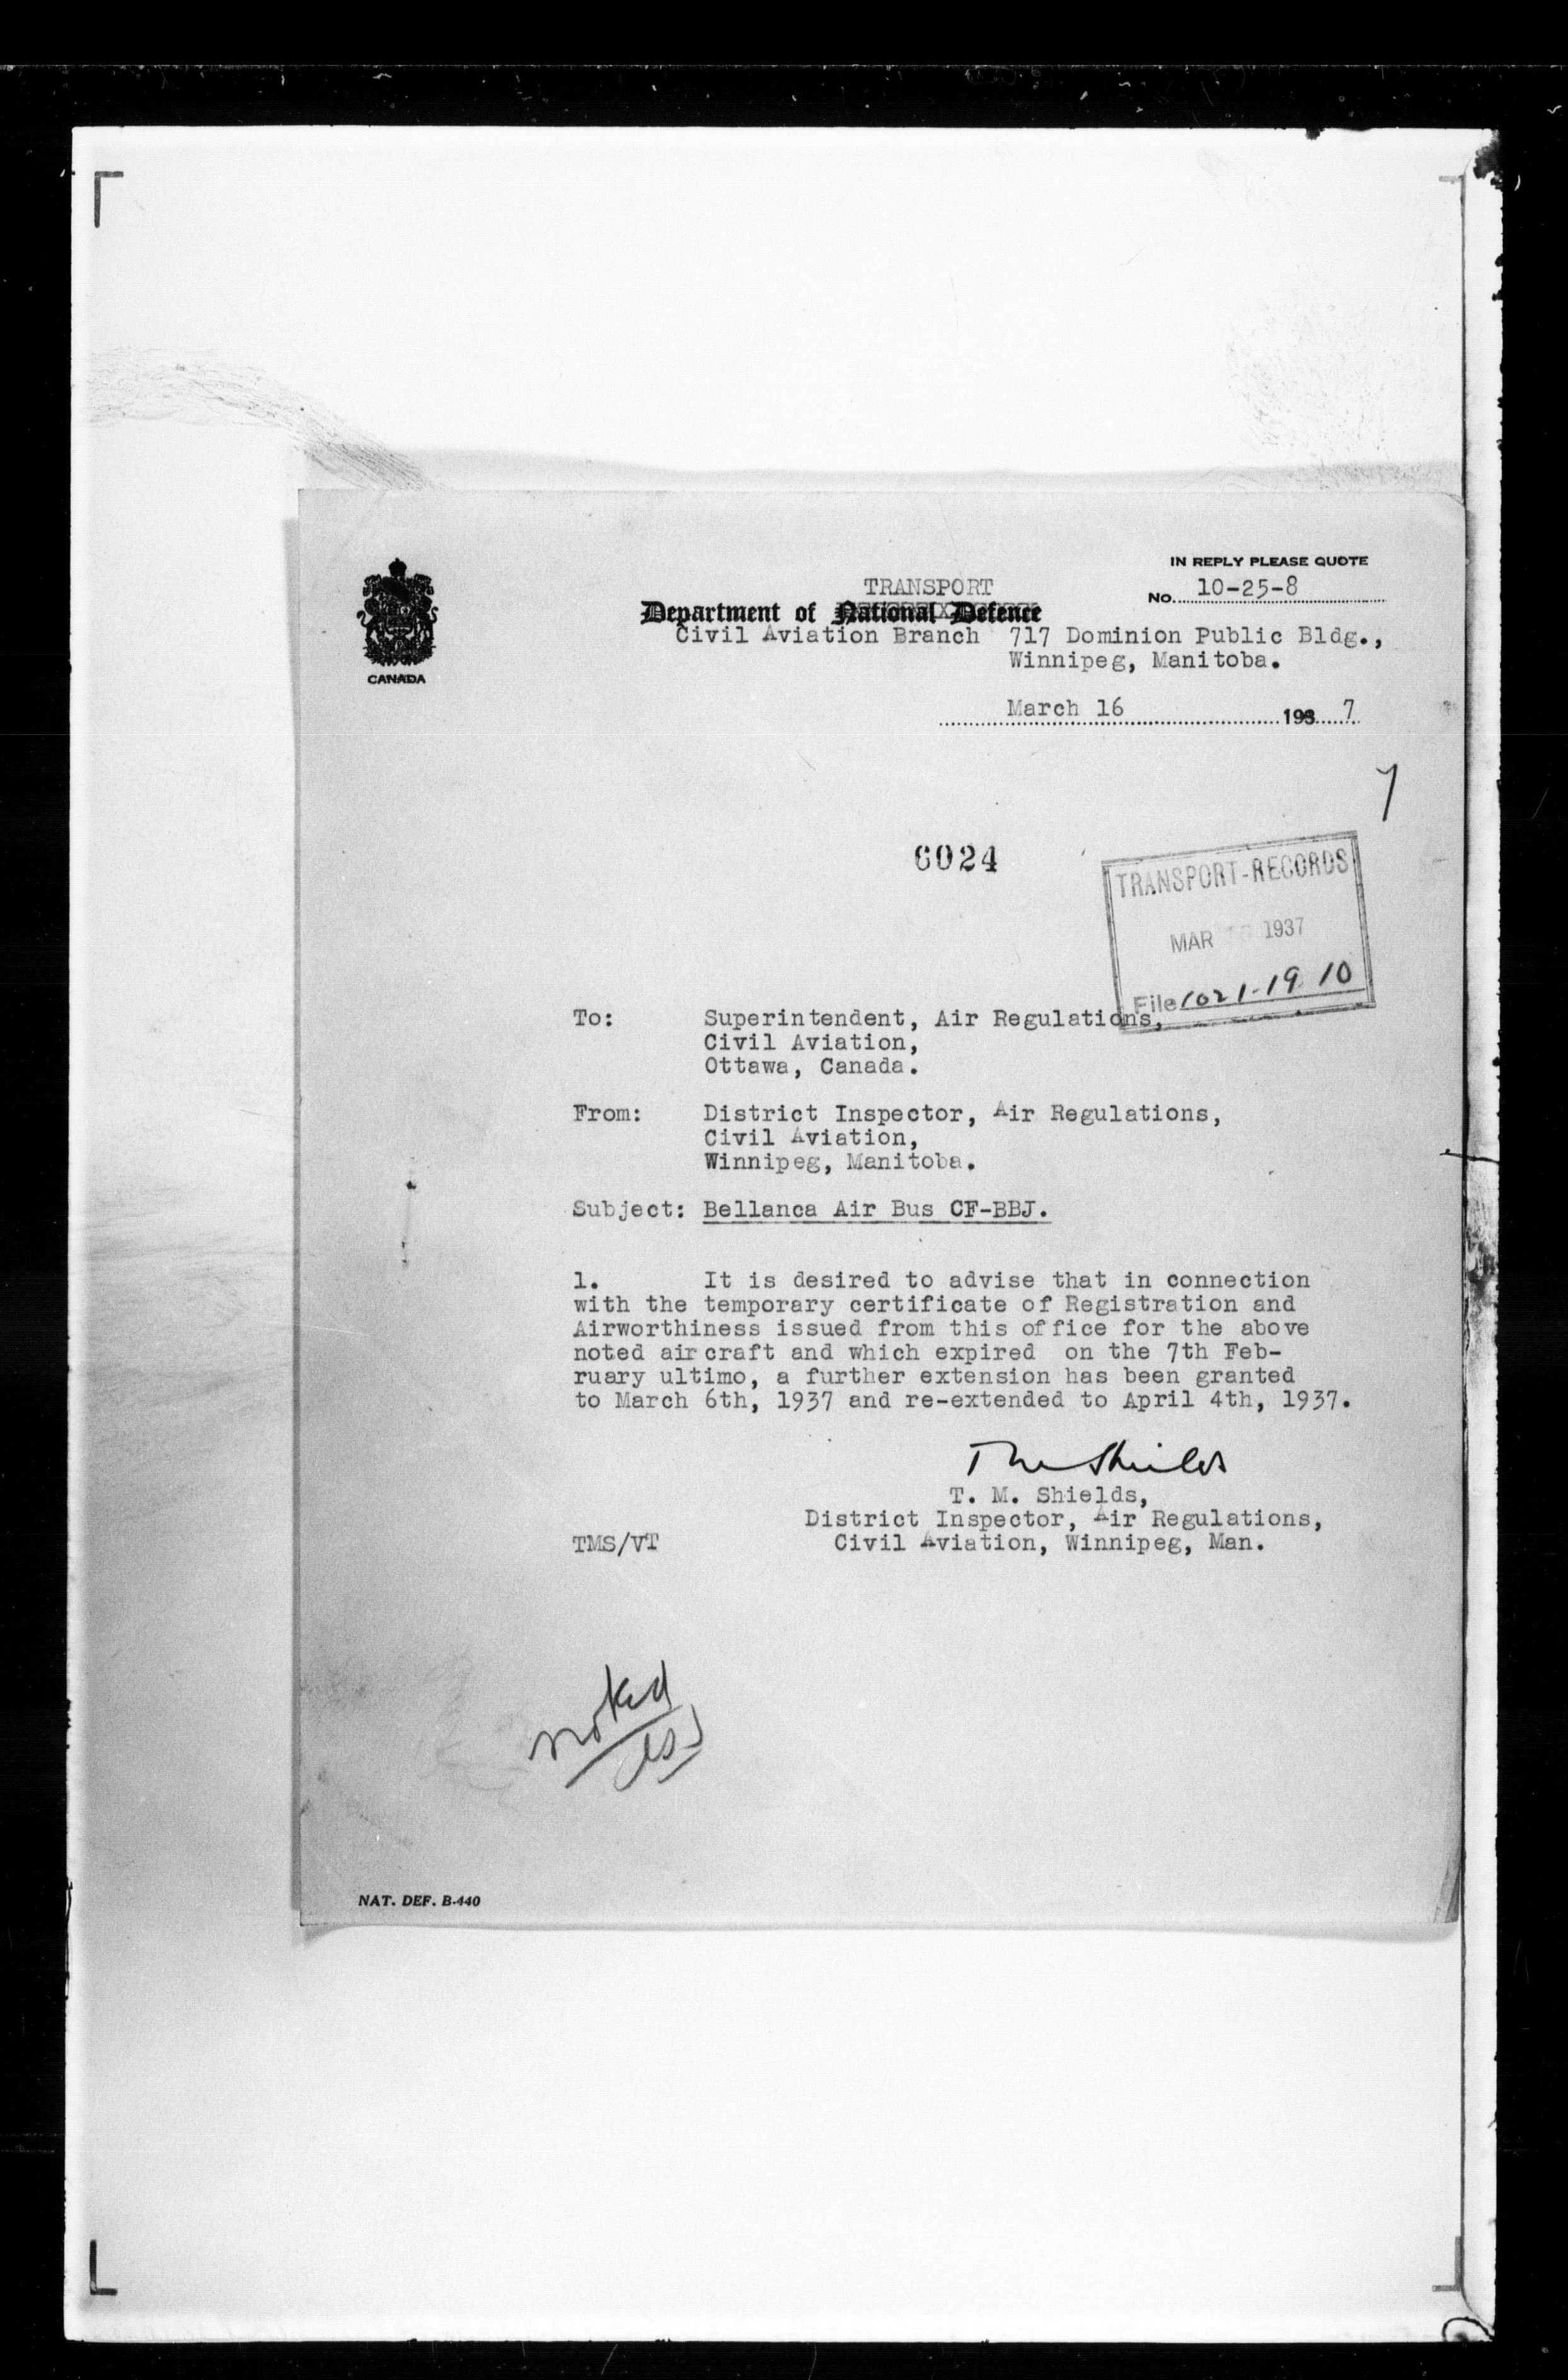 IN REPLY PLEASE QUOTE
No. 10-25-8
TRANSPORT
Department of National Defence
Civil Aviation Branch 717 Dominion Public Bldg.,
Winnipeg, Manitoba.
CANADA
March 16 1937
7
6024
TRANSPORT-RECORDS
MAR 1937
File 1021-19 10
To: Superintendent, Air Regulations,
Civil Aviation,
Ottawa, Canada.
From: District Inspector, Air Regulations,
Civil Aviation,
Winnipeg, Manitoba.
Subject: Bellanca Air Bus CF-BBJ.
1. It is desired to advise that in connection
with the temporary certificate of Registration and
Airworthiness issued from this office for the above
noted aircraft and which expired on the 7th Feb-
ruary ultimo, a further extension has been granted
to March 6th, 1937 and re-extended to April 4th, 1937.
TM Shields
T. M. Shields,
District Inspector, Air Regulations,
TMS/VT Civil Aviation, Winnipeg, Man.
noted
NAT. DEF. B-440